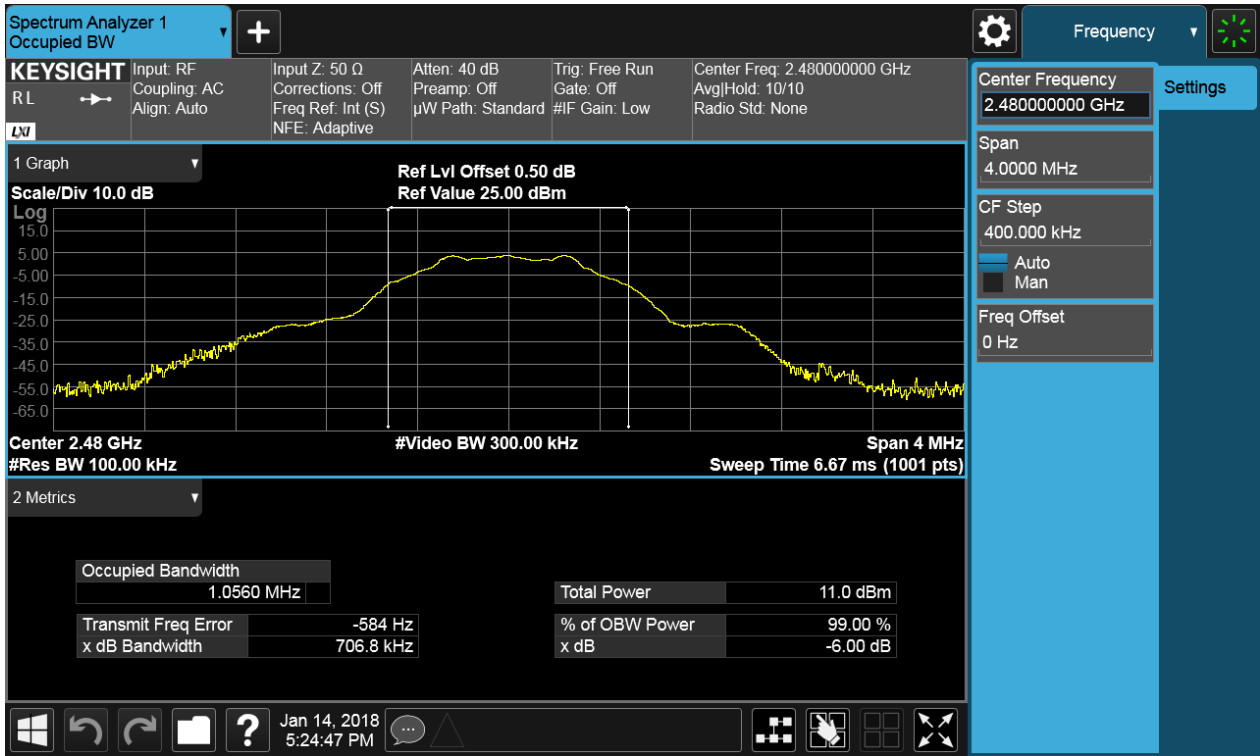 Spectrum Analyzer 1
Occupied BW
Frequency
KEYSIGHT
R L
LXI
Input: RF
Coupling: AC
Align: Auto
Input Z: 50 Ω
Corrections: Off
Freq Ref: Int (S)
NFE: Adaptive
Atten: 40 dB
Preamp: Off
µW Path: Standard
Trig: Free Run
Gate: Off
#IF Gain: Low
Center Freq: 2.480000000 GHz
Avg|Hold: 10/10
Radio Std: None
Center Frequency
2.480000000 GHz
Settings
Span
4.0000 MHz
CF Step
400.000 kHz
Auto
Man
Freq Offset
0 Hz
1 Graph
Scale/Div 10.0 dB
Ref Lvl Offset 0.50 dB
Ref Value 25.00 dBm
Log
15.0
5.00
-5.00
-15.0
-25.0
-35.0
-45.0
-55.0
-65.0
Center 2.48 GHz
#Video BW 300.00 kHz
Span 4 MHz
#Res BW 100.00 kHz
Sweep Time 6.67 ms (1001 pts)
2 Metrics
Occupied Bandwidth
1.0560 MHz
Total Power 11.0 dBm
Transmit Freq Error -584 Hz
% of OBW Power 99.00 %
x dB Bandwidth 706.8 kHz
x dB -6.00 dB
Jan 14, 2018
5:24:47 PM